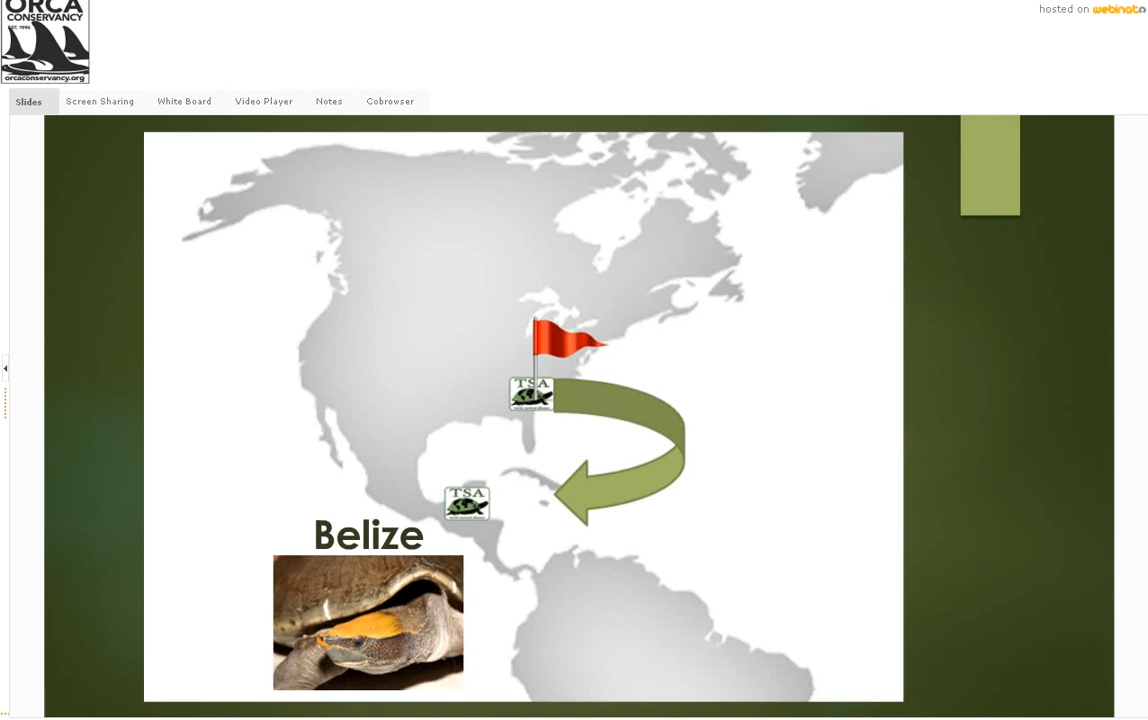 ORCA
CONSERVANCY
EST. 1996
orcaconservancy.org
hosted on webinato
Slides
Screen Sharing
White Board
Video Player
Notes
Cobrowser
TSA
TSA
Belize